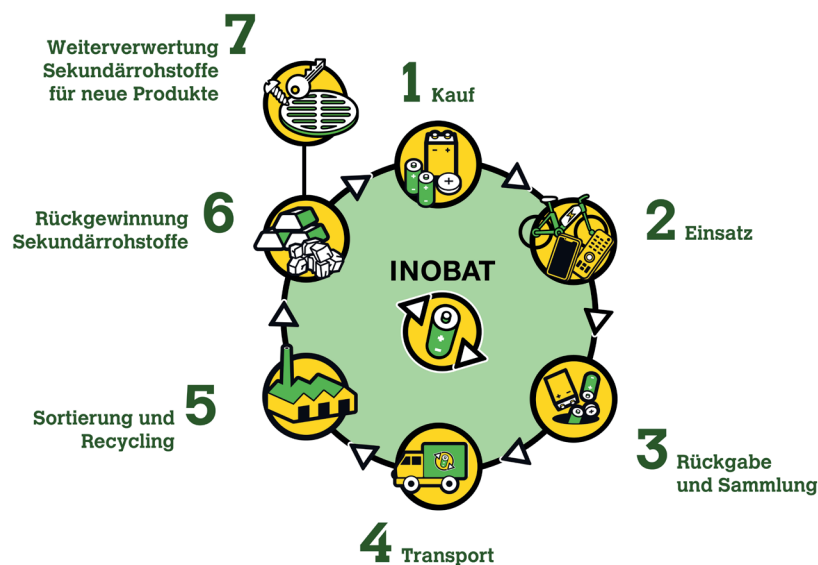 7
Weiterverwertung
Sekundärrohstoffe
für neue Produkte
1 Kauf
6
Rückgewinnung
Sekundärrohstoffe
2 Einsatz
INOBAT
5
Sortierung und
Recycling
3
Rückgabe
und Sammlung
4 Transport